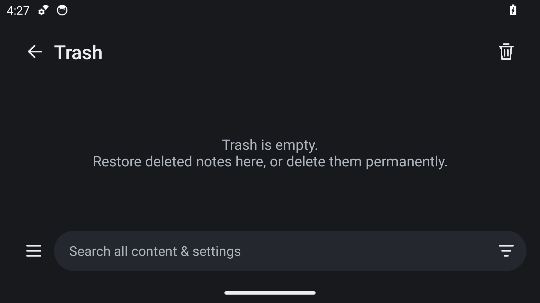 4:27
Trash
Trash is empty.
Restore deleted notes here, or delete them permanently.
Search all content & settings